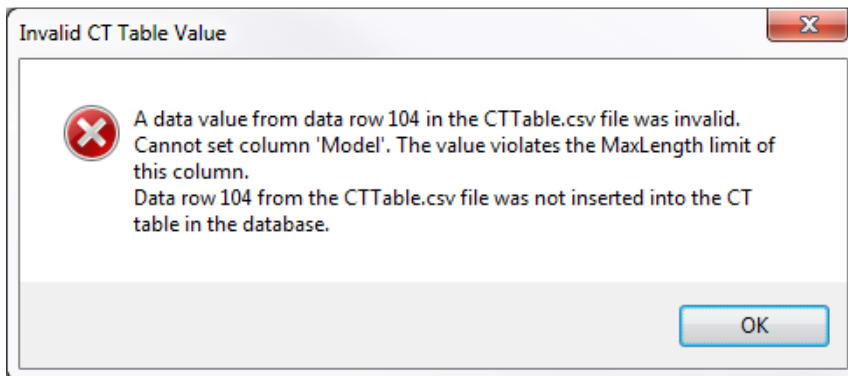 Invalid CT Table Value
A data value from data row 104 in the CTTable.csv file was invalid.
Cannot set column 'Model'. The value violates the MaxLength limit of
this column.
Data row 104 from the CTTable.csv file was not inserted into the CT
table in the database.
OK